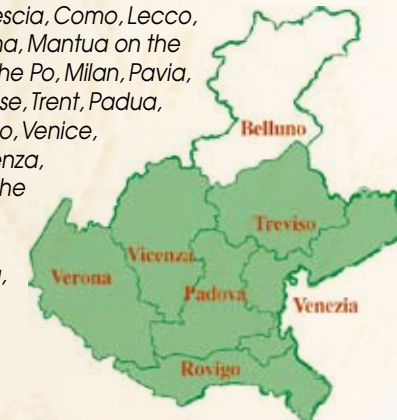 escia, Como, Lecco,
na, Mantua on the
he Po, Milan, Pavia,
se, Trent, Padua,
o, Venice,
enza,
he
,
Belluno
Treviso
Vicenza
Verona
Padova
Venezia
Rovigo